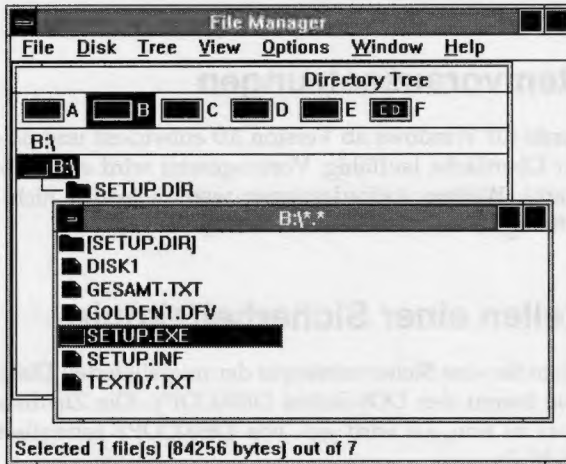 File Manager
File Disk Tree View Options Window Help
Directory Tree
A B C D E CD F
B:\
B:\
SETUP.DIR
B:\*.*
[SETUP.DIR]
DISK1
GESAMT.TXT
GOLDEN1.DFV
SETUP.EXE
SETUP.INF
TEXT07.TXT
Selected 1 file(s) (84256 bytes) out of 7